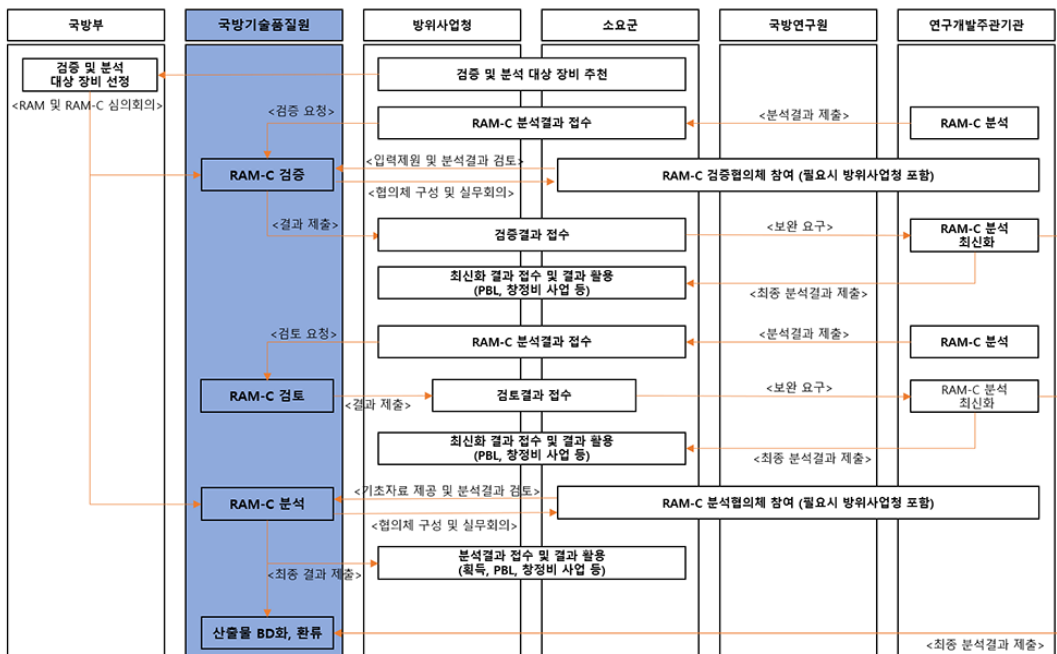 국방부
국방기술품질원
방위사업청
소요군
국방연구원
연구개발주관기관
검증 및 분석
대상 장비 선정
검증 및 분석 대상 장비 추천
<RAM 및 RAM-C 심의회의>
<검증 요청>
RAM-C 분석결과 접수
<분석결과 제출>
RAM-C 분석
<입력제원 및 분석결과 검토>
RAM-C 검증
RAM-C 검증협의체 참여 (필요시 방위사업청 포함)
<협의체 구성 및 실무회의>
<결과 제출>
검증결과 접수
<보완 요구>
RAM-C 분석
최신화
최신화 결과 접수 및 결과 활용
(PBL, 창정비 사업 등)
<최종 분석결과 제출>
<검토 요청>
RAM-C 분석결과 접수
<분석결과 제출>
RAM-C 분석
RAM-C 검토
<결과 제출>
검토결과 접수
<보완 요구>
RAM-C 분석
최신화
최신화 결과 접수 및 결과 활용
(PBL, 창정비 사업 등)
<최종 분석결과 제출>
<기초자료 제공 및 분석결과 검토>
RAM-C 분석
RAM-C 분석협의체 참여 (필요시 방위사업청 포함)
<협의체 구성 및 실무회의>
분석결과 접수 및 결과 활용
(획득, PBL, 창정비 사업 등)
<최종 결과 제출>
산출물 BD화, 환류
<최종 분석결과 제출>